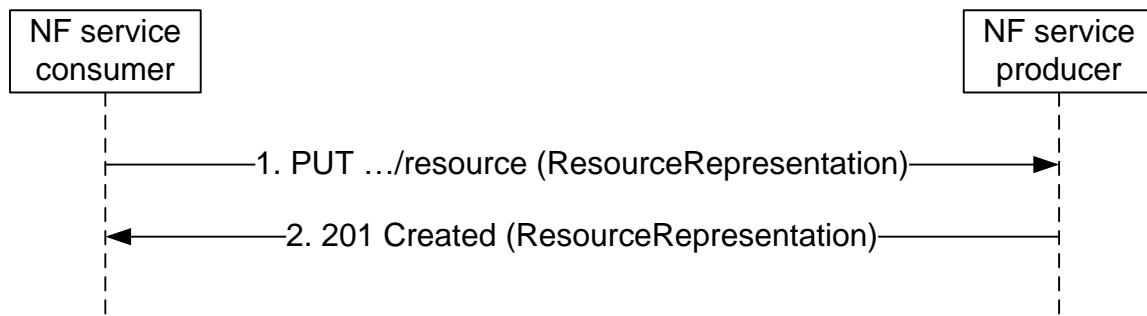 NF service
consumer
NF service
producer
1. PUT …/resource (ResourceRepresentation)
2. 201 Created (ResourceRepresentation)